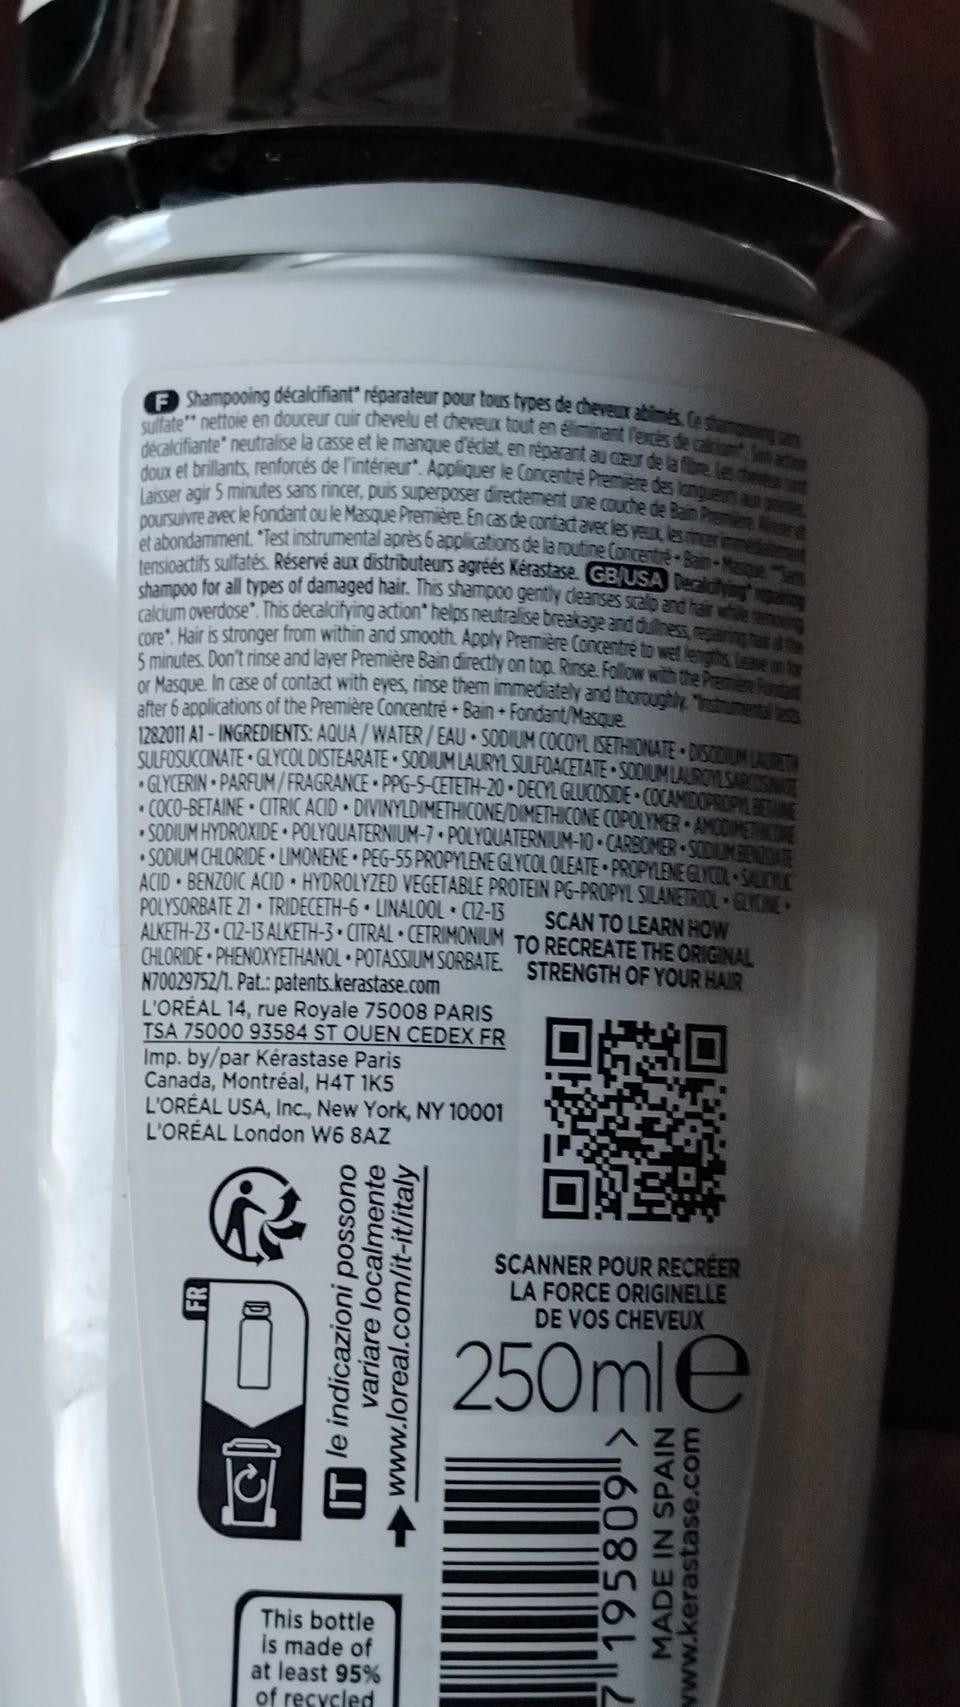 F Shampooing décalcifiant* réparateur pour tous types de cheveux abîmés. Ce shampooing sans
sulfate** nettoie en douceur cuir chevelu et cheveux tout en éliminant l'excès de calcium*. Son action
décalcifiante* neutralise la casse et le manque d'éclat, en réparant au cœur de la fibre. Les cheveux sont
doux et brillants, renforcés de l'intérieur*. Appliquer le Concentré Première des longueurs aux pointes.
Laisser agir 5 minutes sans rincer, puis superposer directement une couche de Bain Première. Rincer et
poursuivre avec le Fondant ou le Masque Première. En cas de contact avec les yeux, les rincer immédiatement
et abondamment. *Test instrumental après 6 applications de la routine Concentré + Bain + Masque. **Sans
tensioactifs sulfatés. Réservé aux distributeurs agréés Kérastase. GB/USA Decalcifying* repairing
shampoo for all types of damaged hair. This shampoo gently cleanses scalp and hair while removing
calcium overdose*. This decalcifying action* helps neutralise breakage and dullness, repairing hair at the
core*. Hair is stronger from within and smooth. Apply Première Concentré to wet lengths. Leave on for
5 minutes. Don't rinse and layer Première Bain directly on top. Rinse. Follow with the Première Fondant
or Masque. In case of contact with eyes, rinse them immediately and thoroughly. *Instrumental tests
after 6 applications of the Première Concentré + Bain + Fondant/Masque.
1282011 A1 - INGREDIENTS: AQUA / WATER / EAU • SODIUM COCOYL ISETHIONATE • DISODIUM LAURETH
SULFOSUCCINATE • GLYCOL DISTEARATE • SODIUM LAURYL SULFOACETATE • SODIUM LAUROYL SARCOSINATE
• GLYCERIN • PARFUM / FRAGRANCE • PPG-5-CETETH-20 • DECYL GLUCOSIDE • COCAMIDOPROPYL BETAINE
• COCO-BETAINE • CITRIC ACID • DIVINYLDIMETHICONE/DIMETHICONE COPOLYMER • AMODIMETHICONE
• SODIUM HYDROXIDE • POLYQUATERNIUM-7 • POLYQUATERNIUM-10 • CARBOMER • SODIUM BENZOATE
• SODIUM CHLORIDE • LIMONENE • PEG-55 PROPYLENE GLYCOL OLEATE • PROPYLENE GLYCOL • SALICYLIC
ACID • BENZOIC ACID • HYDROLYZED VEGETABLE PROTEIN PG-PROPYL SILANETRIOL • GLYCINE •
POLYSORBATE 21 • TRIDECETH-6 • LINALOOL • C12-13
ALKETH-23 • C12-13 ALKETH-3 • CITRAL • CETRIMONIUM
CHLORIDE • PHENOXYETHANOL • POTASSIUM SORBATE.
N70029752/1. Pat.: patents.kerastase.com
L'ORÉAL 14, rue Royale 75008 PARIS
TSA 75000 93584 ST OUEN CEDEX FR
Imp. by/par Kérastase Paris
Canada, Montréal, H4T 1K5
L'ORÉAL USA, Inc., New York, NY 10001
L'ORÉAL London W6 8AZ
SCAN TO LEARN HOW
TO RECREATE THE ORIGINAL
STRENGTH OF YOUR HAIR
SCANNER POUR RECRÉER
LA FORCE ORIGINELLE
DE VOS CHEVEUX
250 ml e
FR
IT le indicazioni possono
variare localmente
www.loreal.com/it-it/italy
This bottle
is made of
at least 95%
of recycled
7 195809 >
MADE IN SPAIN
www.kerastase.com